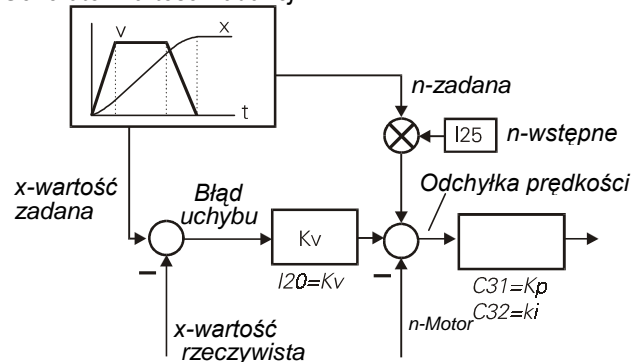 v
x
t
n-zadana
I25
n-wstępne
x-wartość
zadana
Błąd
uchybu
Odchyłka prędkości
Kv
I20=Kv
C31=Kp
C32=ki
n-Motor
x-wartość
rzeczywista